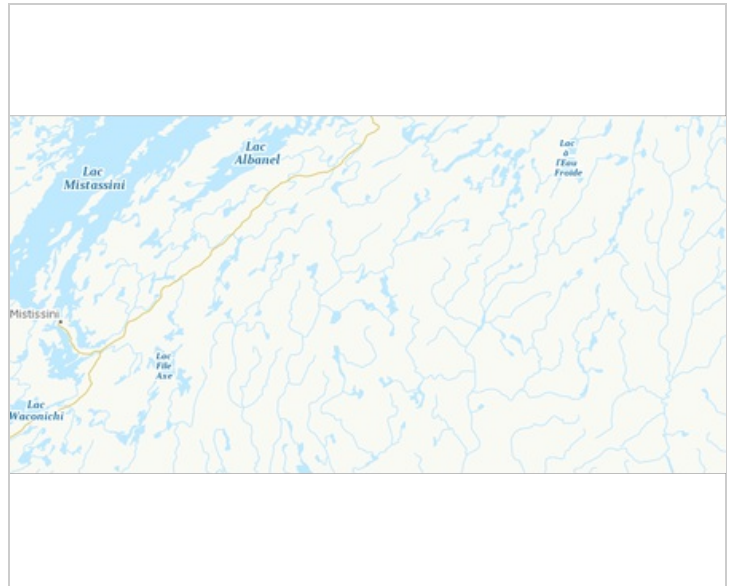 Lac
Mistassini
Lac
Albanel
Lac
à
l'Eau
Froide
Mistissini
Lac
File
Axe
Lac
Waconichi